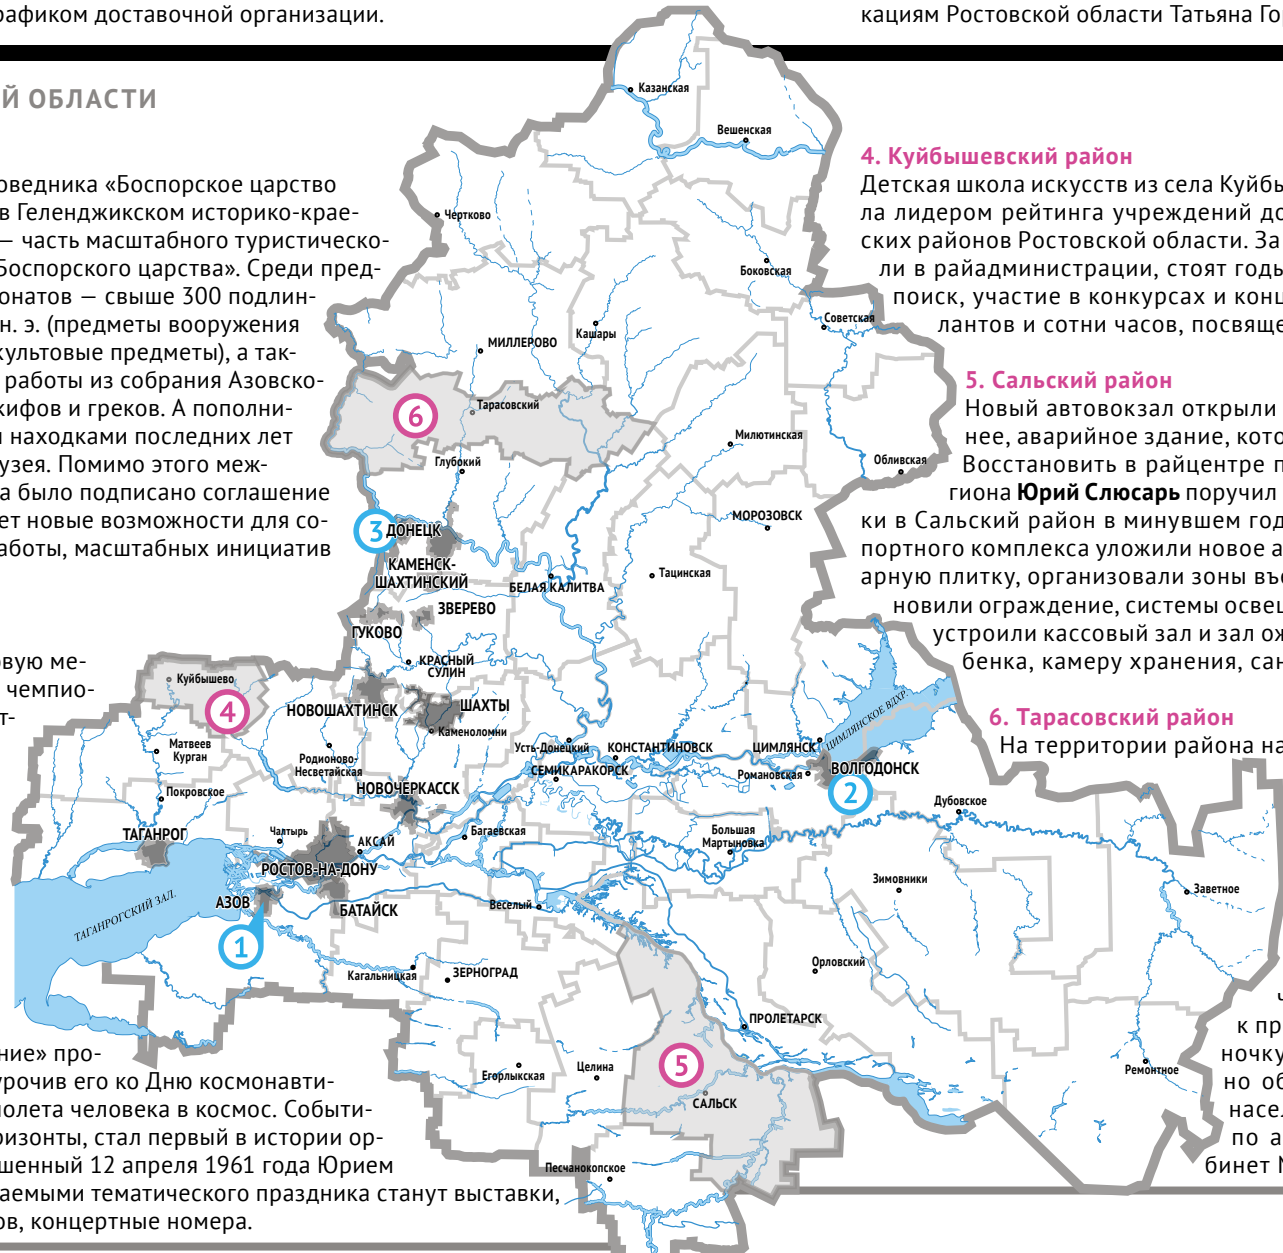 рафиком доставочной организации.
кациям Ростовской области Татьяна Гор
Й ОБЛАСТИ
оведника «Боспорское царство
в Геленджикском историко-крае-
— часть масштабного туристическо-
Боспорского царства». Среди пред-
онатов — свыше 300 подлин-
н. э. (предметы вооружения
культовые предметы), а так-
работы из собрания Азовско-
кифов и греков. А пополни-
и находками последних лет
узея. Помимо этого меж-
а было подписано соглашение
ет новые возможности для со-
аботы, масштабных инициатив
овую ме-
чемпио-
т-
ние» про-
урочив его ко Дню космонавти-
полета человека в космос. Событи-
ризонты, стал первый в истории ор-
шенный 12 апреля 1961 года Юрием
аемыми тематического праздника станут выставки,
ов, концертные номера.
4. Куйбышевский район
Детская школа искусств из села Куйбы
ла лидером рейтинга учреждений до
ских районов Ростовской области. За
ли в райадминистрации, стоят годы
поиск, участие в конкурсах и конц
лантов и сотни часов, посвяще
5. Сальский район
Новый автовокзал открыли
нее, аварийное здание, кото
Восстановить в райцентре п
гиона Юрий Слюсарь поручил
ки в Сальский район в минувшем год
портного комплекса уложили новое а
арную плитку, организовали зоны въе
новили ограждение, системы освещ
устроили кассовый зал и зал ож
бенка, камеру хранения, сан
6. Тарасовский район
На территории района на
ч
к пр
ночку
но об
насел
по а
бинет М
Казанская
Вешенская
Чертково
Боковская
Советская
Кашары
МИЛЛЕРОВО
6
Тарасовский
Милютинская
Обливская
Глубокий
3
ДОНЕЦК
МОРОЗОВСК
КАМЕНСК-
ШАХТИНСКИЙ
БЕЛАЯ КАЛИТВА
Тацинская
ЗВЕРЕВО
ГУКОВО
КРАСНЫЙ
СУЛИН
Куйбышево
4
НОВОШАХТИНСК
ШАХТЫ
Каменоломни
ЦИМЛЯНСКОЕ ВДХР.
Матвеев
Курган
Родионово-
Несветайская
Усть-Донецкий
КОНСТАНТИНОВСК
ЦИМЛЯНСК
СЕМИКАРАКОРСК
Романовская
ВОЛГОДОНСК
2
Покровское
НОВОЧЕРКАССК
Дубовское
ТАГАНРОГ
Чалтырь
АКСАЙ
Багаевская
Большая
Мартыновка
РОСТОВ-НА-ДОНУ
Зимовники
Заветное
АЗОВ
БАТАЙСК
Веселый
ТАГАНРОГСКИЙ ЗАЛ.
1
Кагальницкая
ЗЕРНОГРАД
Орловский
ПРОЛЕТАРСК
Егорлыкская
Целина
5
САЛЬСК
Ремонтное
Песчанокопское